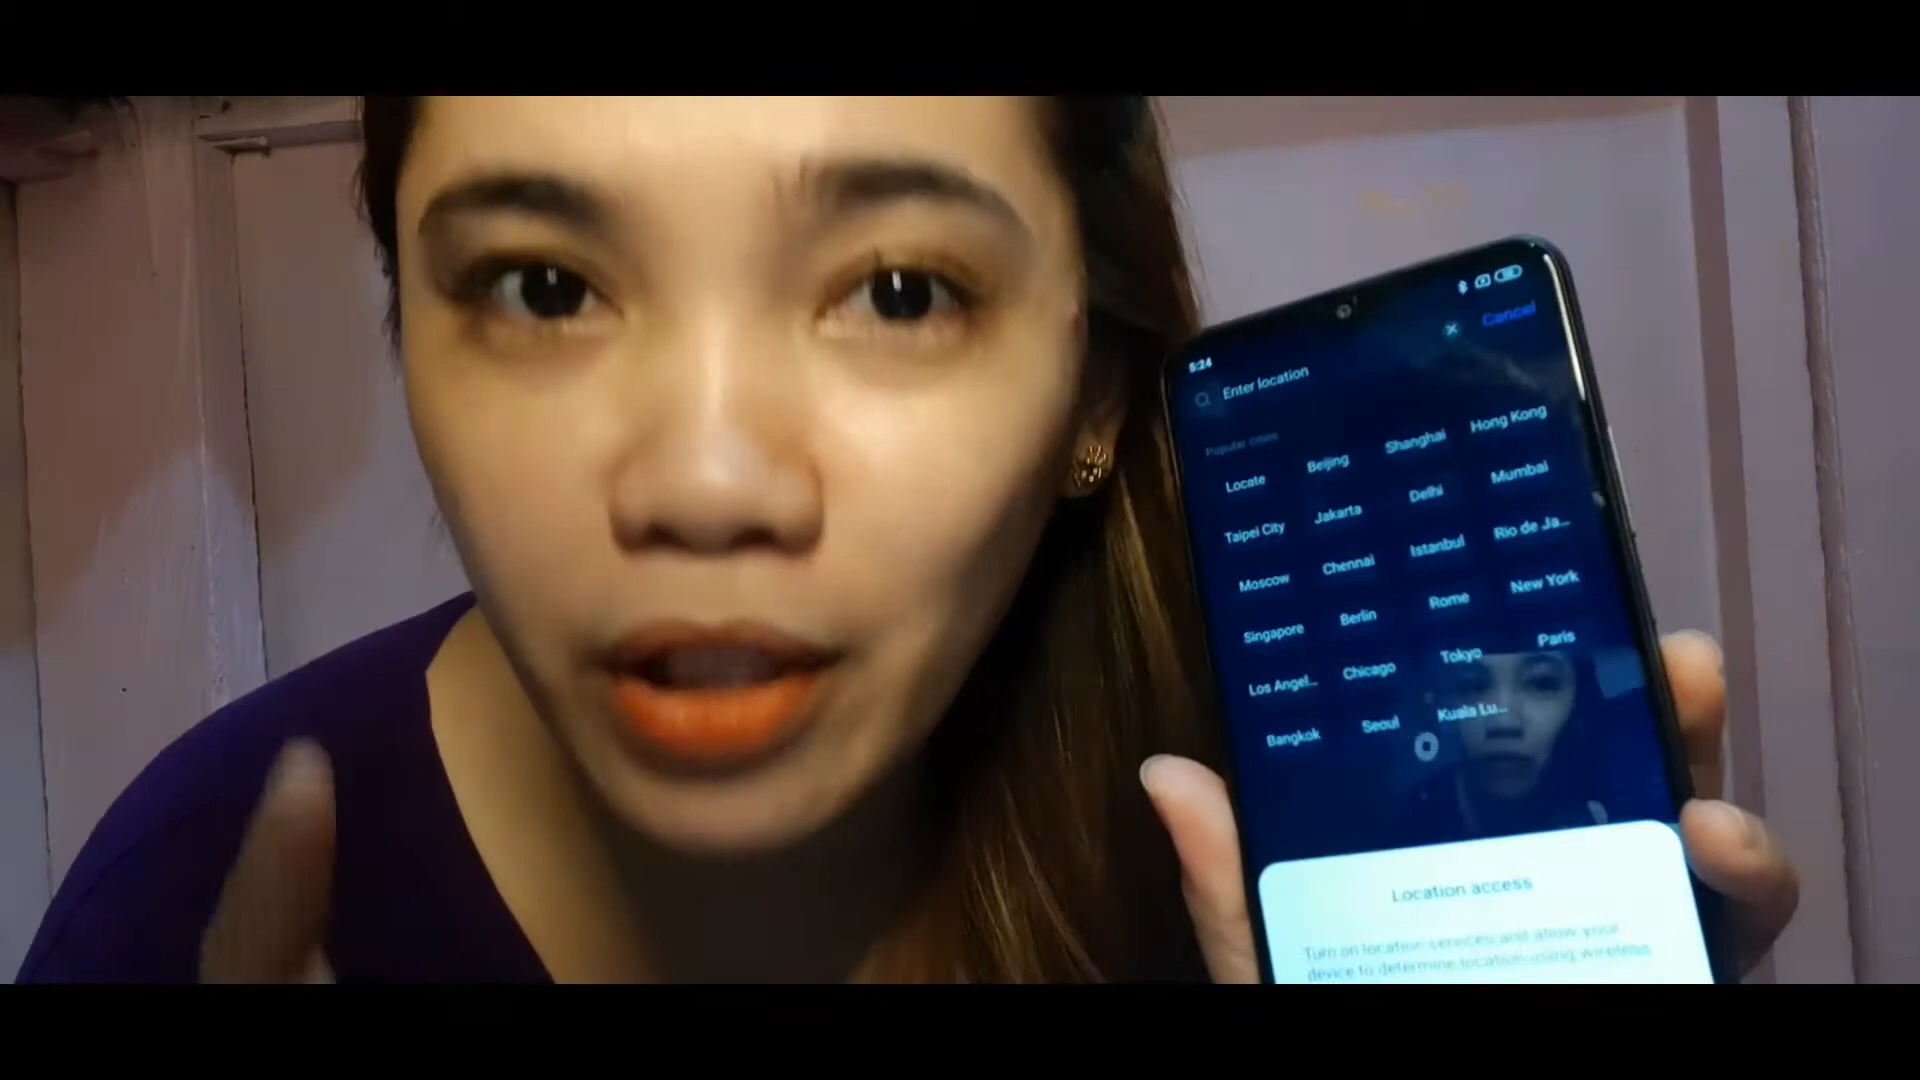 5:24
Cancel
Enter location
Popular cities
Locate Beijing Shanghai Hong Kong
Taipei City Jakarta Delhi Mumbai
Moscow Chennai Istanbul Rio de Ja...
Singapore Berlin Rome New York
Los Angel... Chicago Tokyo Paris
Bangkok Seoul Kuala Lu...
Location access
Turn on location services and allow your
device to determine location using wireless